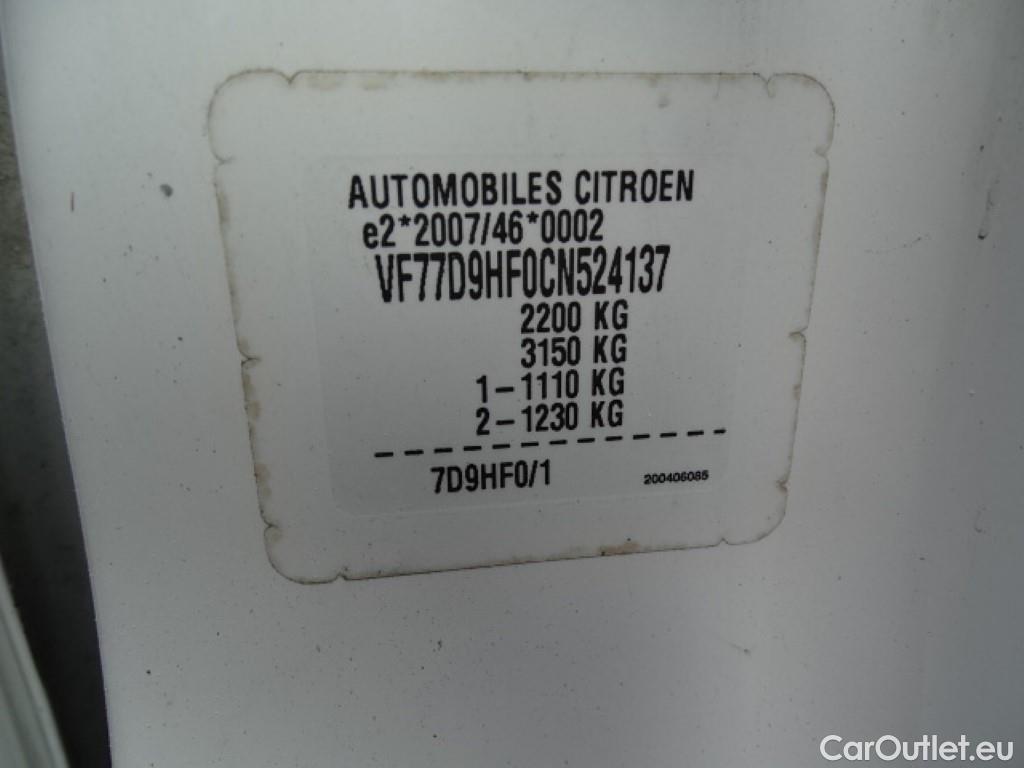 AUTOMOBILES CITROEN
e2*2007/46*0002
VF77D9HF0CN524137
2200 KG
3150 KG
1-1110 KG
2-1230 KG
7D9HF0/1 200406085
CarOutlet.eu